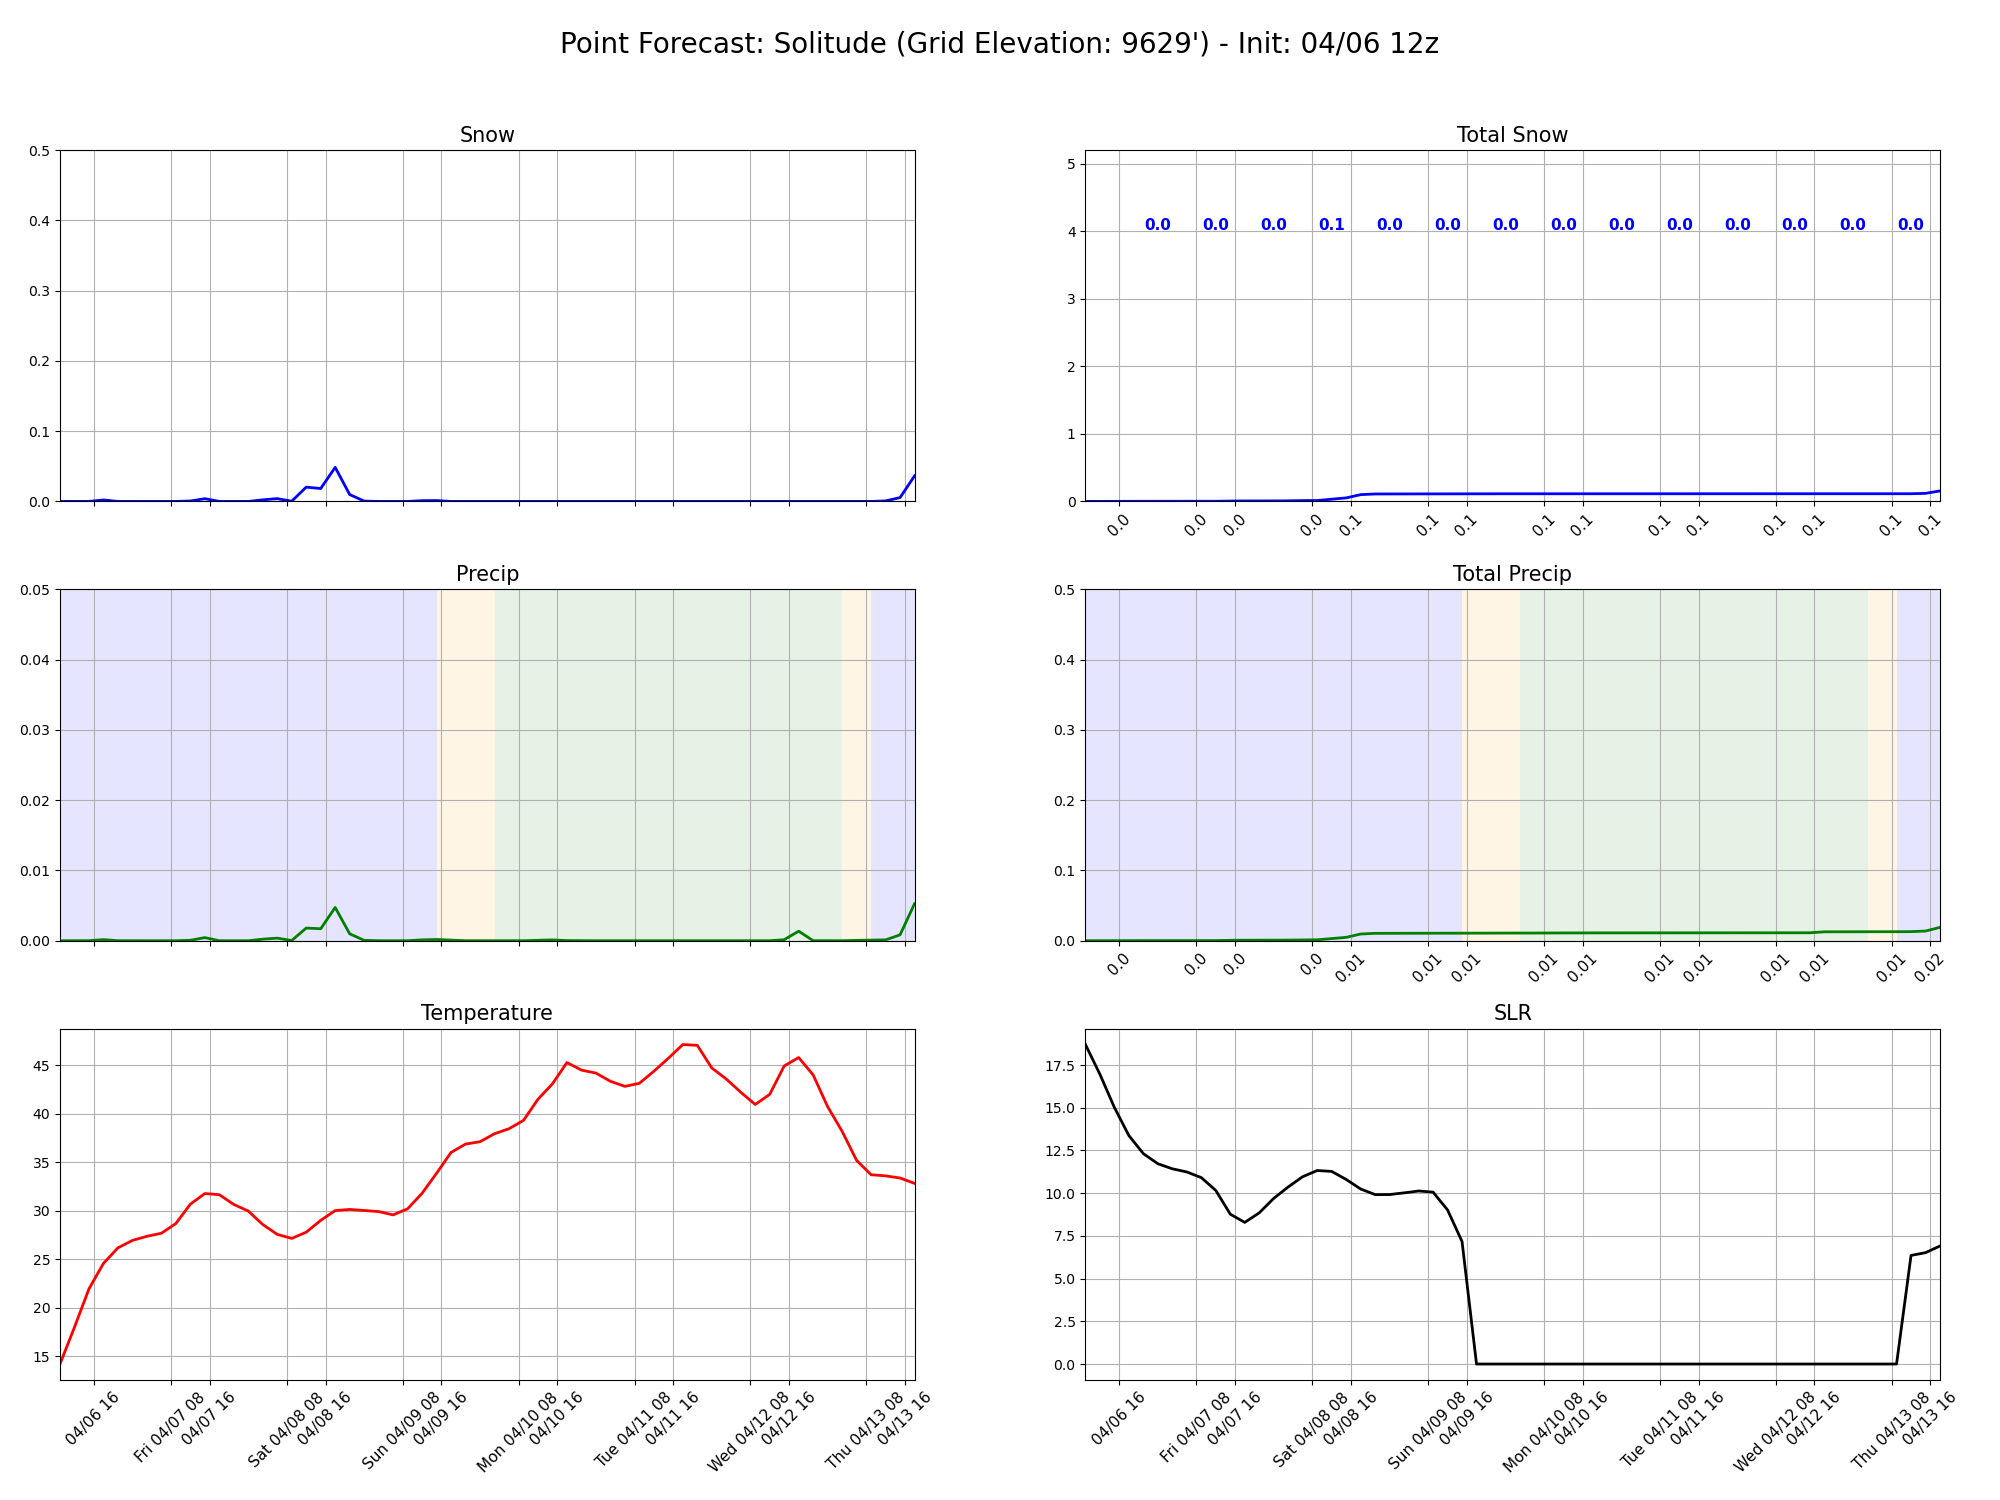 Point Forecast: Solitude (Grid Elevation: 9629') - Init: 04/06 12z
Snow
0.5
0.4
0.3
0.2
0.1
0.0
Total Snow
5
4
3
2
1
0
0.0 0.0 0.0 0.1 0.0 0.0 0.0 0.0 0.0 0.0 0.0 0.0 0.0 0.0
0.0 0.0 0.0 0.0 0.1 0.1 0.1 0.1 0.1 0.1 0.1 0.1 0.1 0.1 0.1
Precip
0.05
0.04
0.03
0.02
0.01
0.00
Total Precip
0.5
0.4
0.3
0.2
0.1
0.0
0.0 0.0 0.0 0.0 0.01 0.01 0.01 0.01 0.01 0.01 0.01 0.01 0.01 0.01 0.02
Temperature
45
40
35
30
25
20
15
04/06 16
Fri 04/07 08
04/07 16
Sat 04/08 08
04/08 16
Sun 04/09 08
04/09 16
Mon 04/10 08
04/10 16
Tue 04/11 08
04/11 16
Wed 04/12 08
04/12 16
Thu 04/13 08
04/13 16
SLR
17.5
15.0
12.5
10.0
7.5
5.0
2.5
0.0
04/06 16
Fri 04/07 08
04/07 16
Sat 04/08 08
04/08 16
Sun 04/09 08
04/09 16
Mon 04/10 08
04/10 16
Tue 04/11 08
04/11 16
Wed 04/12 08
04/12 16
Thu 04/13 08
04/13 16